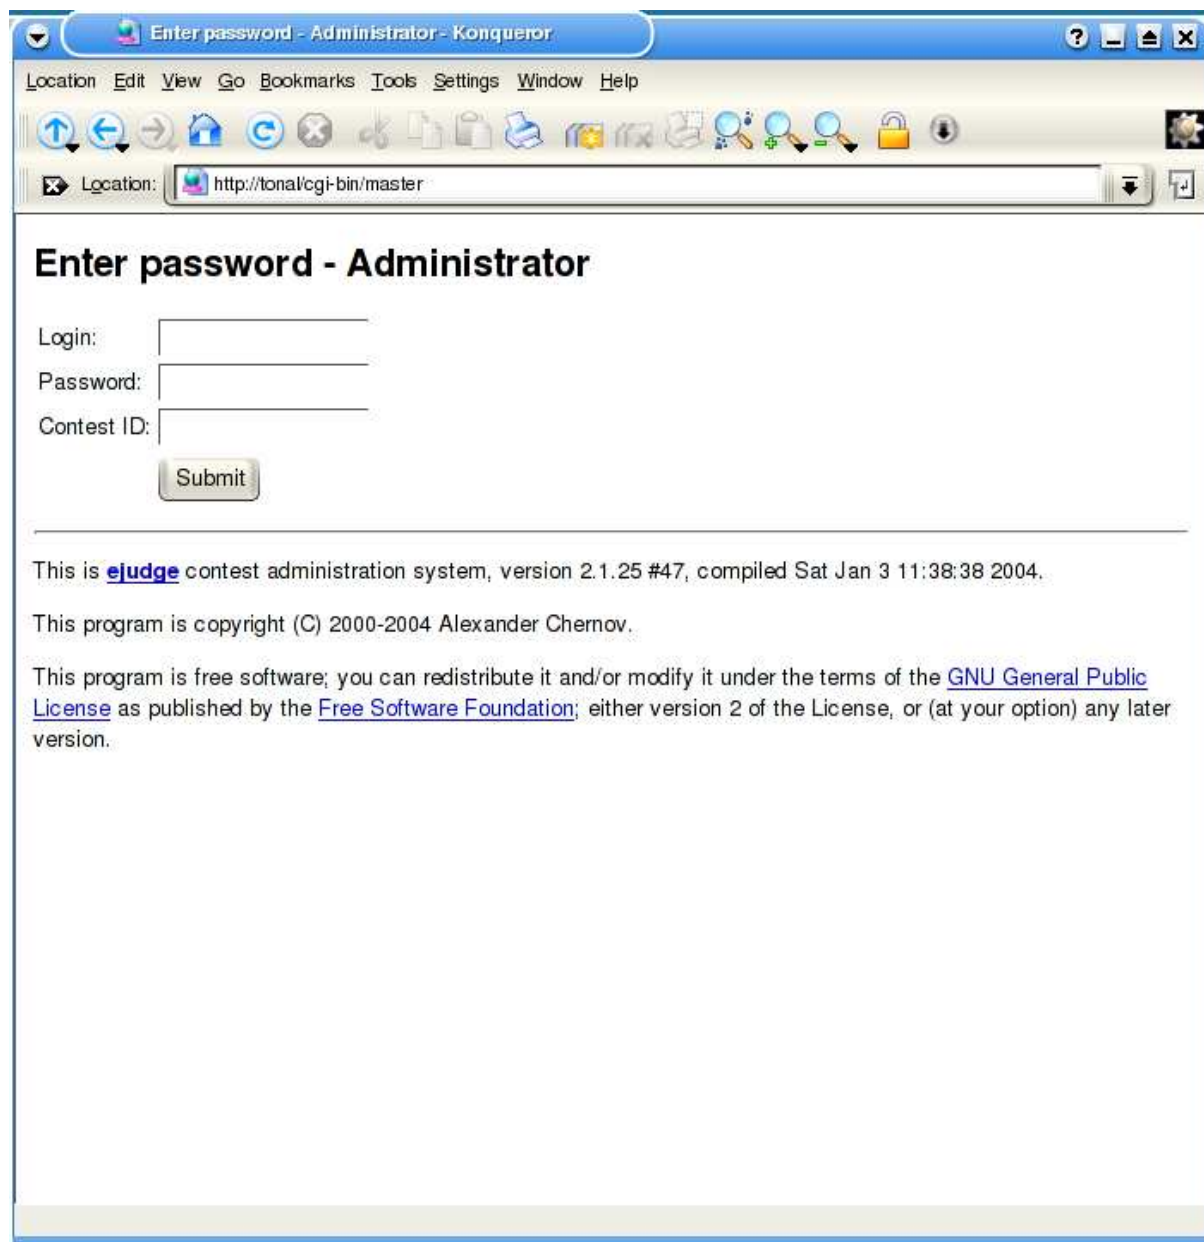 Enter password - Administrator - Konqueror
Location Edit View Go Bookmarks Tools Settings Window Help
Location: http://tonal/cgi-bin/master
Enter password - Administrator
Login:
Password:
Contest ID:
Submit
This is ejudge contest administration system, version 2.1.25 #47, compiled Sat Jan 3 11:38:38 2004.
This program is copyright (C) 2000-2004 Alexander Chernov.
This program is free software; you can redistribute it and/or modify it under the terms of the GNU General Public
License as published by the Free Software Foundation; either version 2 of the License, or (at your option) any later
version.